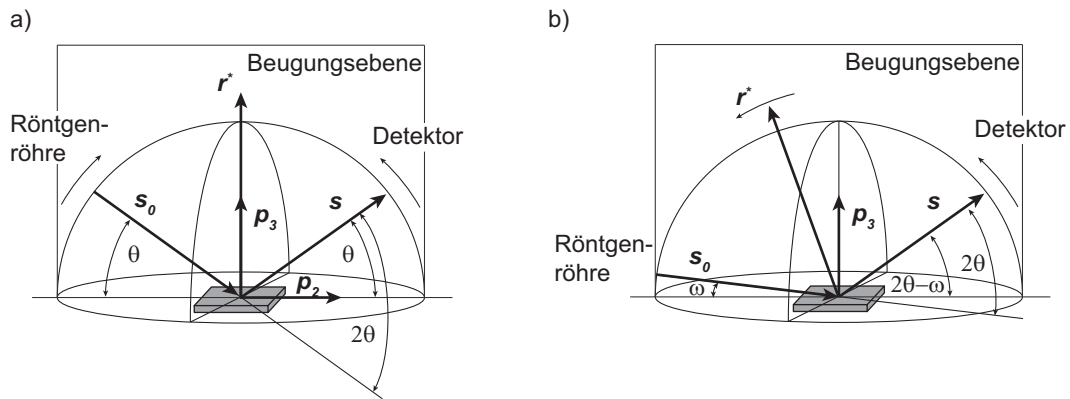 a)
Beugungsebene
r*
Röntgen-
röhre
Detektor
s₀
s
p₃
θ
θ
p₂
2θ
b)
Beugungsebene
r*
Detektor
p₃
s
Röntgen-
röhre
s₀
2θ
ω
2θ–ω